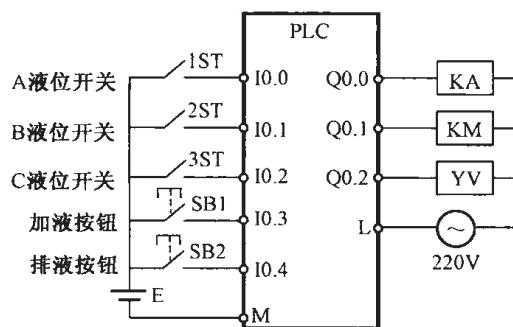 PLC
A液位开关 1ST I0.0 Q0.0 KA
B液位开关 2ST I0.1 Q0.1 KM
C液位开关 3ST I0.2 Q0.2 YV
加液按钮 SB1 I0.3 L
220V
排液按钮 SB2 I0.4
E
M